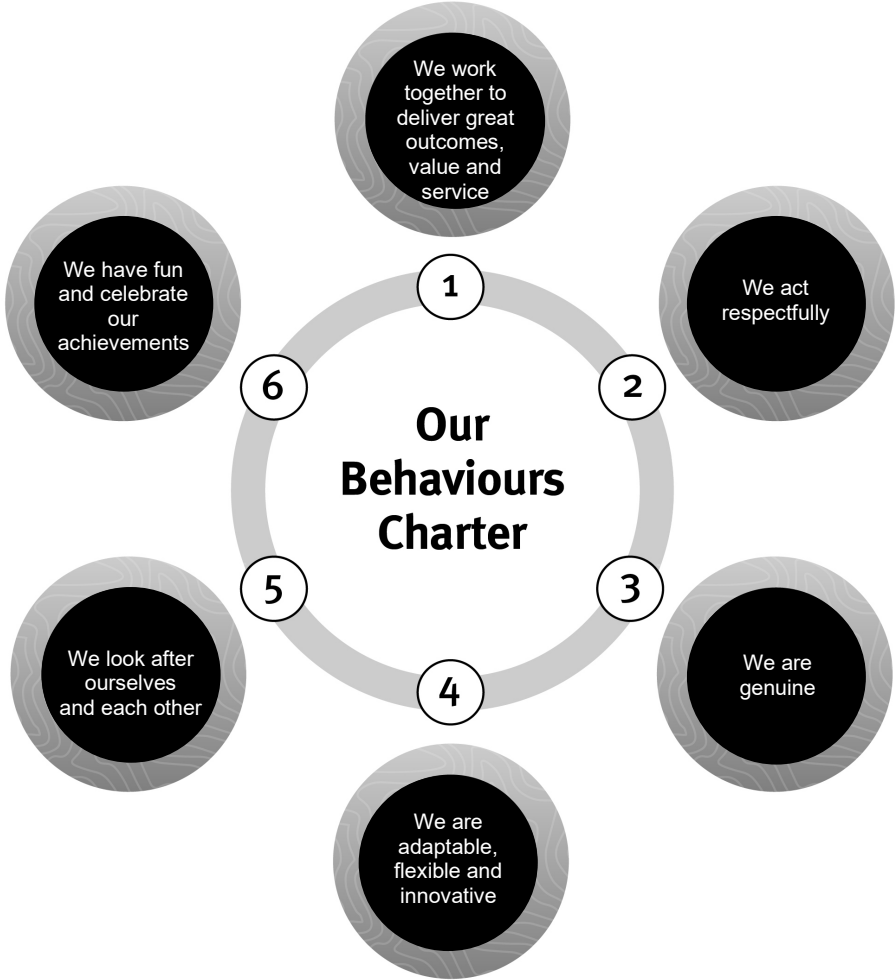 We work
together to
deliver great
outcomes,
value and
service
1
We act
respectfully
2
We are
genuine
3
We are
adaptable,
flexible and
innovative
4
We look after
ourselves
and each other
5
We have fun
and celebrate
our
achievements
6
Our
Behaviours
Charter